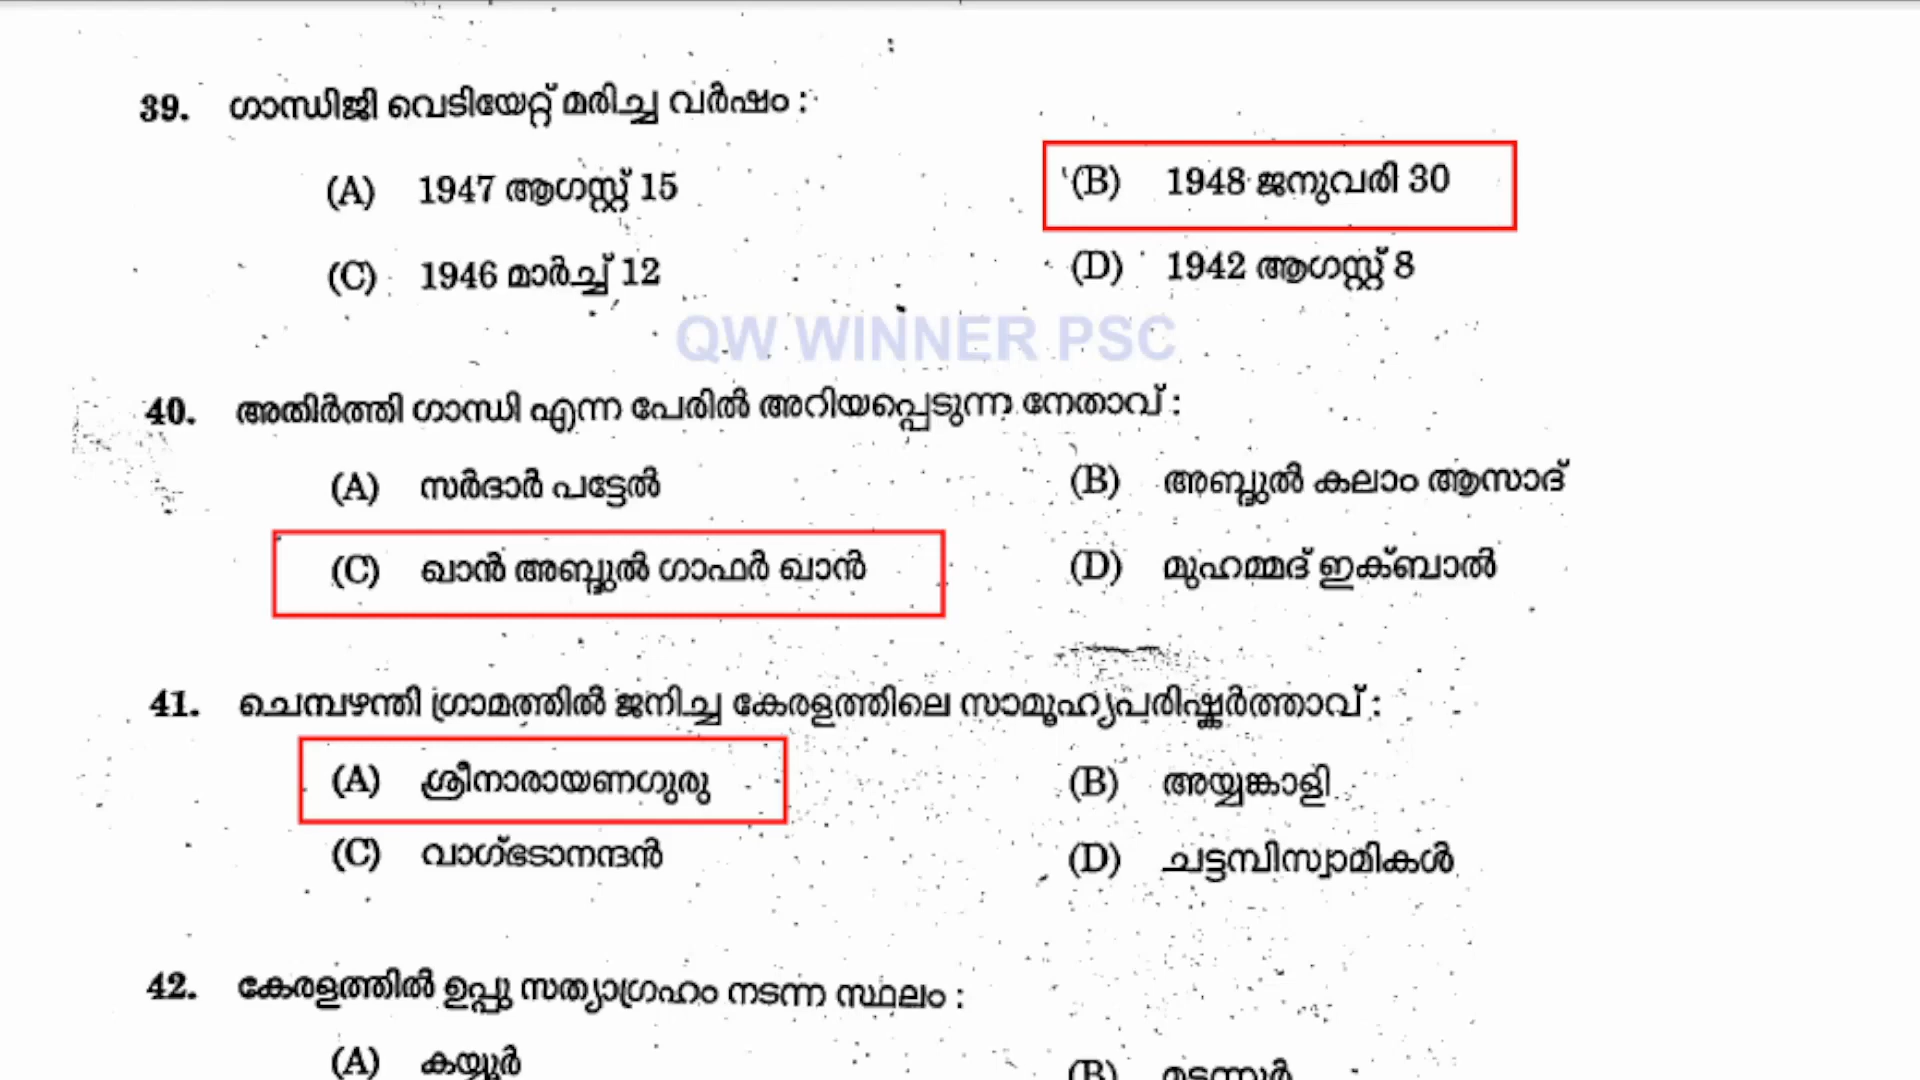 39. ഗാന്ധിജി വെടിയേറ്റ് മരിച്ച വർഷം :
(A) 1947 ആഗസ്റ്റ് 15 (B) 1948 ജനുവരി 30
(C) 1946 മാർച്ച് 12 (D) 1942 ആഗസ്റ്റ് 8
QW WINNER PSC
40. അതിർത്തി ഗാന്ധി എന്ന പേരിൽ അറിയപ്പെടുന്ന നേതാവ് :
(A) സർദാർ പട്ടേൽ (B) അബ്ദുൽ കലാം ആസാദ്
(C) ഖാൻ അബ്ദുൽ ഗാഫർ ഖാൻ (D) മുഹമ്മദ് ഇക്ബാൽ
41. ചെമ്പഴന്തി ഗ്രാമത്തിൽ ജനിച്ച കേരളത്തിലെ സാമൂഹ്യപരിഷ്കർത്താവ് :
(A) ശ്രീനാരായണഗുരു (B) അയ്യങ്കാളി
(C) വാഗ്ഭടാനന്ദൻ (D) ചട്ടമ്പിസ്വാമികൾ
42. കേരളത്തിൽ ഉപ്പു സത്യാഗ്രഹം നടന്ന സ്ഥലം :
(A) കയ്യൂർ (B)